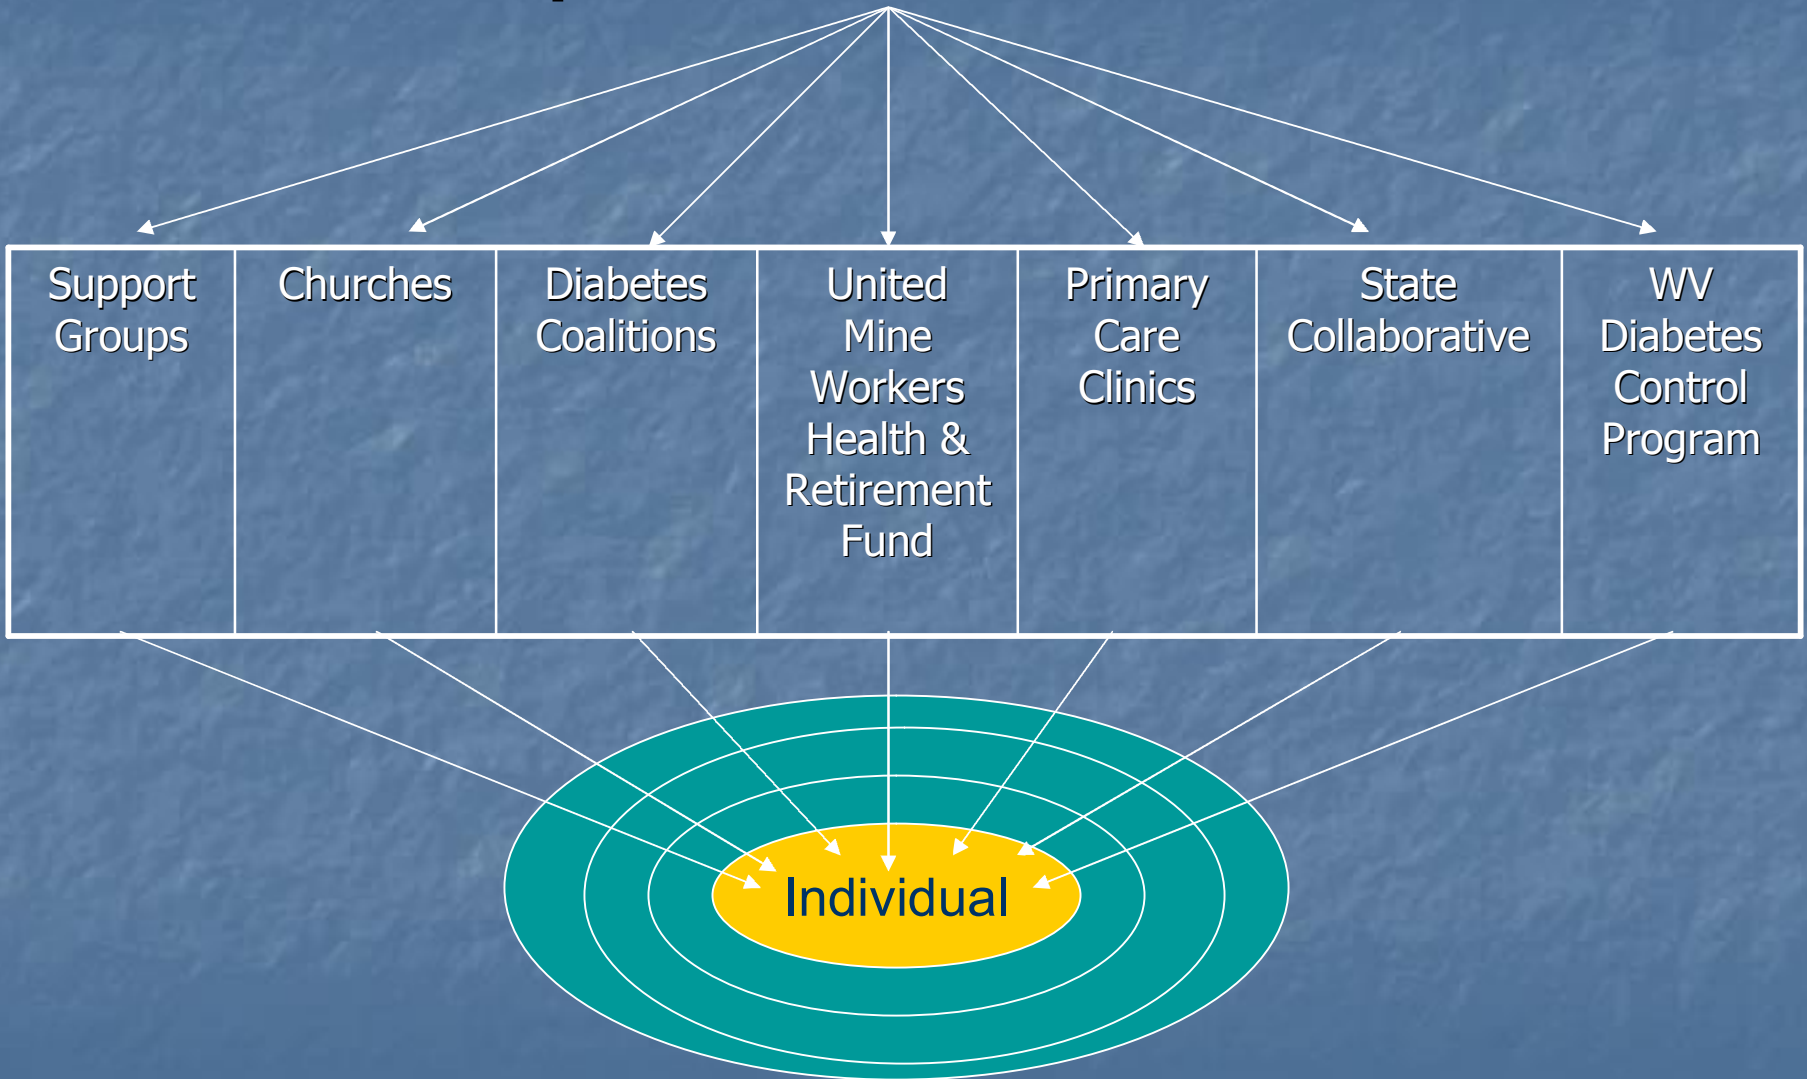 Support
Groups
Churches
Diabetes
Coalitions
United
Mine
Workers
Health &
Retirement
Fund
Primary
Care
Clinics
State
Collaborative
WV
Diabetes
Control
Program
Individual